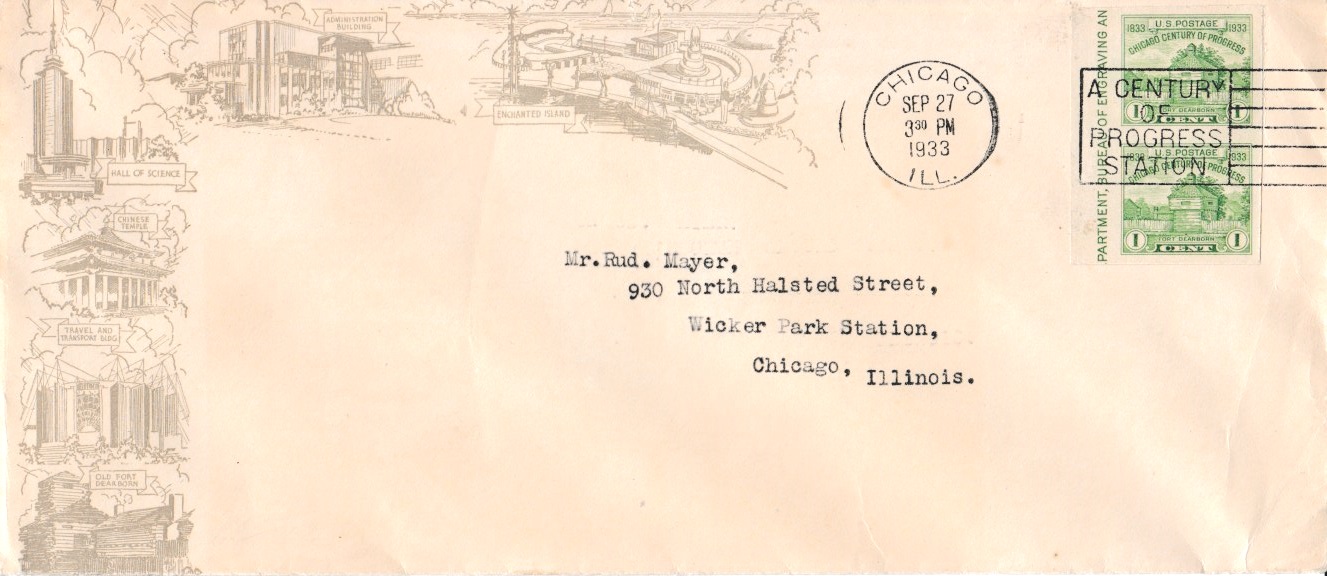 ADMINISTRATION
BUILDING
ENCHANTED ISLAND
HALL OF SCIENCE
CHINESE
TEMPLE
TRAVEL AND
TRANSPORT BLDG
OLD FORT
DEARBORN
CHICAGO
SEP 27
3 30 PM
1933
ILL.
A CENTURY
OF
PROGRESS
STATION
PARTMENT, BUREAU OF ENGRAVING AN
U.S. POSTAGE
1833 1933
CHICAGO CENTURY OF PROGRESS
FORT DEARBORN
1 CENT 1
U.S. POSTAGE
1833 1933
CHICAGO CENTURY OF PROGRESS
FORT DEARBORN
1 CENT 1
Mr.Rud. Mayer,
930 North Halsted Street,
Wicker Park Station,
Chicago, Illinois.